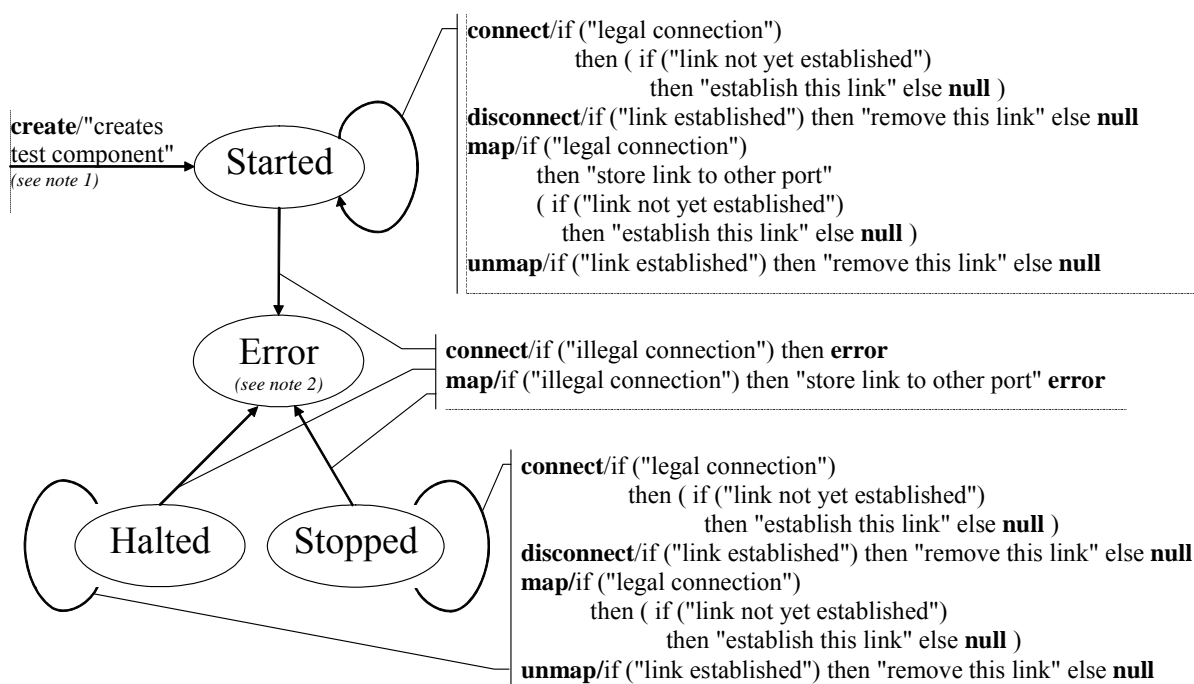 connect/if ("legal connection")
then ( if ("link not yet established")
then "establish this link" else null )
disconnect/if ("link established") then "remove this link" else null
map/if ("legal connection")
then "store link to other port"
( if ("link not yet established")
then "establish this link" else null )
unmap/if ("link established") then "remove this link" else null
create/"creates
test component"
(see note 1)
Started
Error
(see note 2)
connect/if ("illegal connection") then error
map/if ("illegal connection") then "store link to other port" error
Halted
Stopped
connect/if ("legal connection")
then ( if ("link not yet established")
then "establish this link" else null )
disconnect/if ("link established") then "remove this link" else null
map/if ("legal connection")
then ( if ("link not yet established")
then "establish this link" else null )
unmap/if ("link established") then "remove this link" else null